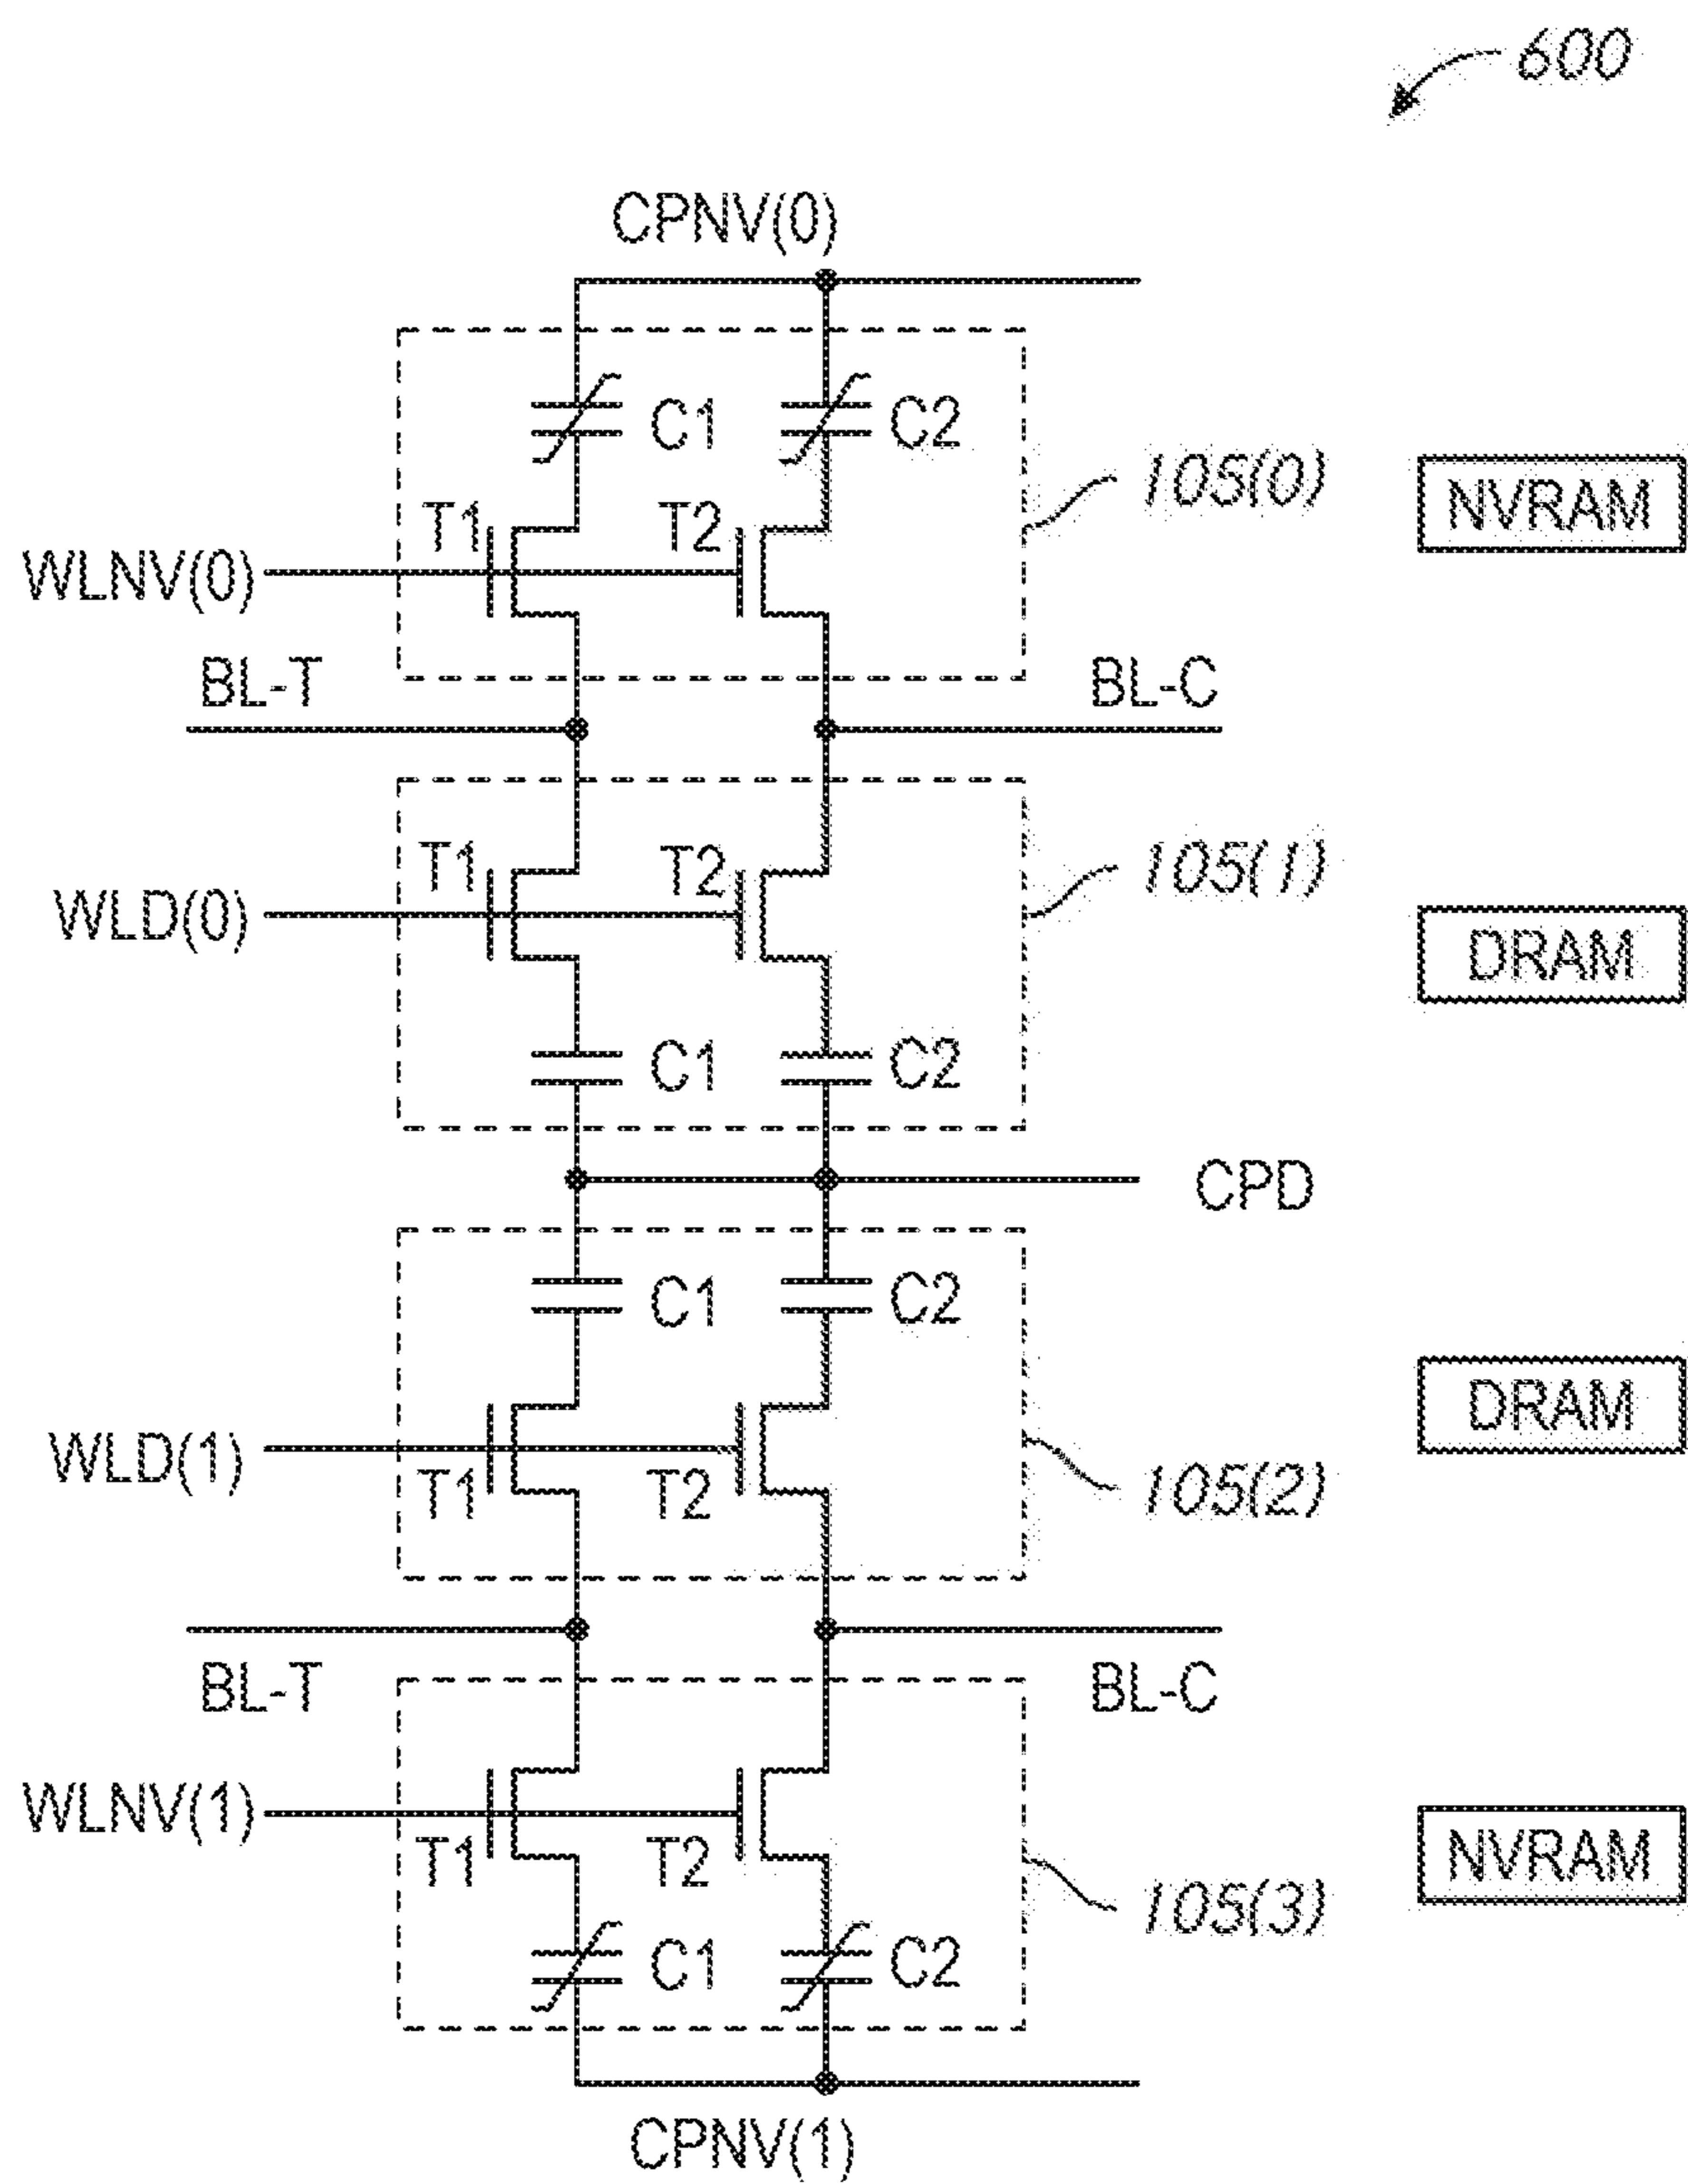 600
CPNV(0)
C1 C2
105(0) NVRAM
T1 T2
WLNV(0)
BL-T BL-C
T1 T2 105(1)
WLD(0) DRAM
C1 C2
CPD
C1 C2
DRAM
WLD(1)
T1 T2 105(2)
BL-T BL-C
WLNV(1) NVRAM
T1 T2
105(3)
C1 C2
CPNV(1)